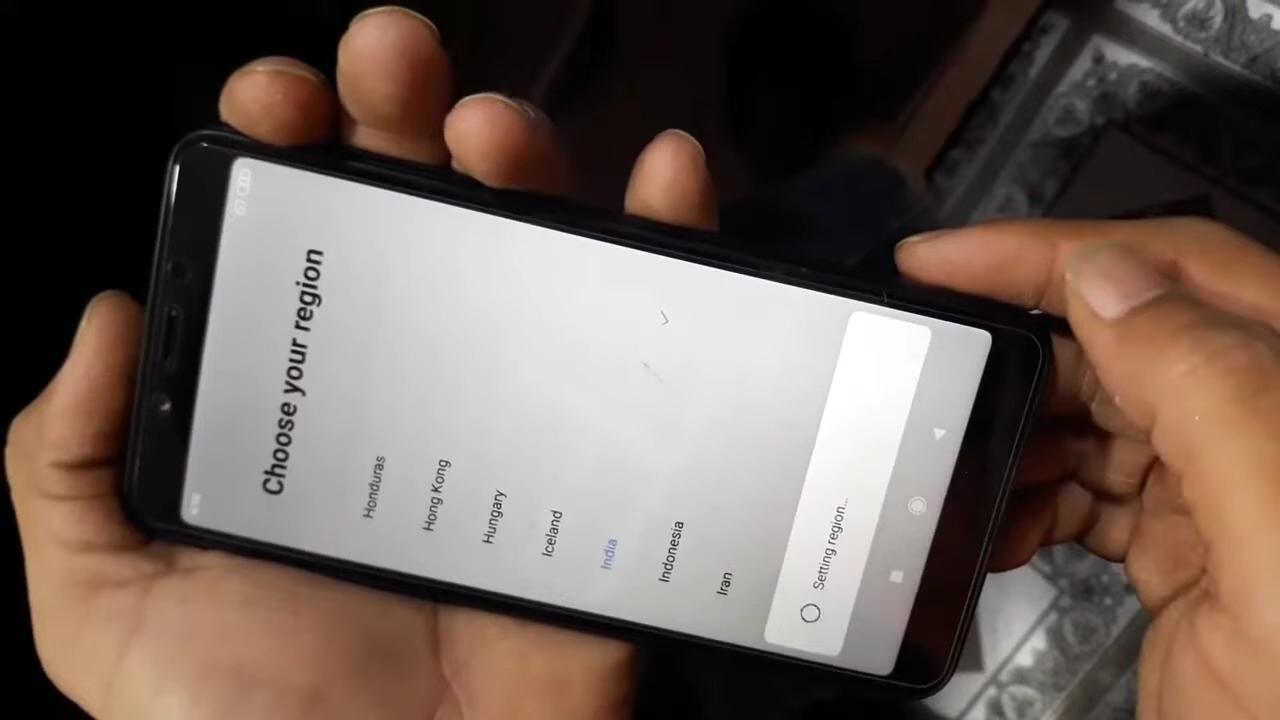 Choose your region
Honduras
Hong Kong
Hungary
Iceland
India
Indonesia
Iran
Setting region...